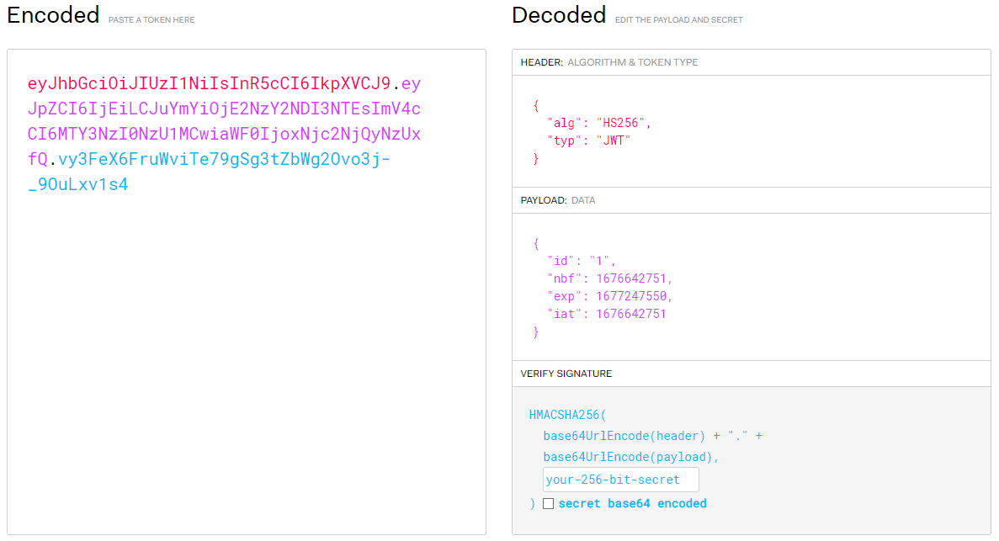 Encoded PASTE A TOKEN HERE
eyJhbGciOiJIUzI1NiIsInR5cCI6IkpXVCJ9.ey
JpZCI6IjEiLCJuYmYiOjE2NzY2NDI3NTEsImV4c
CI6MTY3NzI0NzU1MCwiaWF0IjoxNjc2NjQyNzUx
fQ.vy3FeX6FruWviTe79gSg3tZbWg2Ovo3j-
_9OuLxv1s4
Decoded EDIT THE PAYLOAD AND SECRET
HEADER: ALGORITHM & TOKEN TYPE
{
"alg": "HS256",
"typ": "JWT"
}
PAYLOAD: DATA
{
"id": "1",
"nbf": 1676642751,
"exp": 1677247550,
"iat": 1676642751
}
VERIFY SIGNATURE
HMACSHA256(
base64UrlEncode(header) + "." +
base64UrlEncode(payload),
your-256-bit-secret
) secret base64 encoded